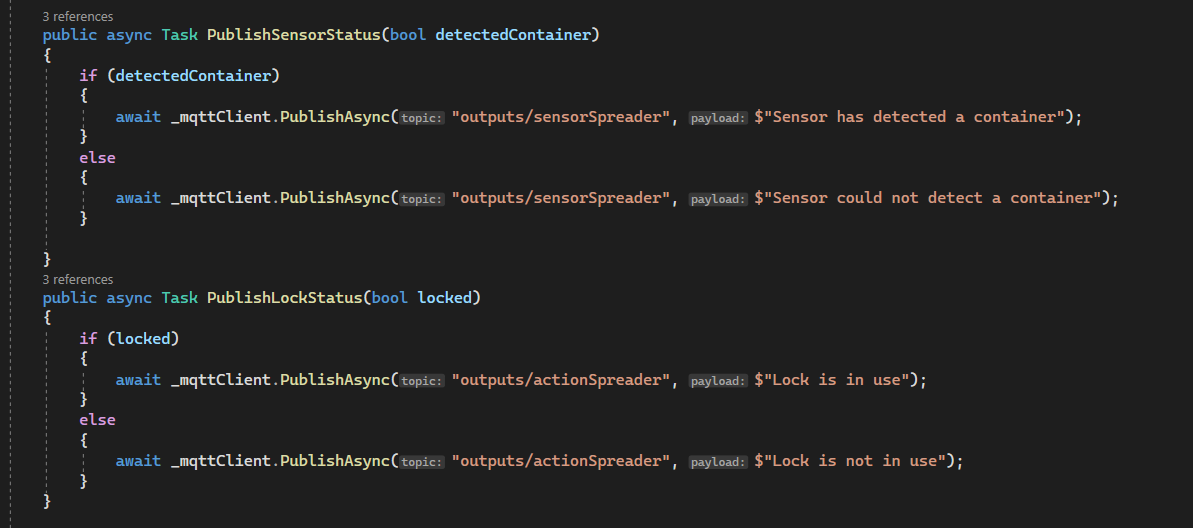 3 references
public async Task PublishSensorStatus(bool detectedContainer)
{
if (detectedContainer)
{
await _mqttClient.PublishAsync(topic: "outputs/sensorSpreader", payload: $"Sensor has detected a container");
}
else
{
await _mqttClient.PublishAsync(topic: "outputs/sensorSpreader", payload: $"Sensor could not detect a container");
}
}
3 references
public async Task PublishLockStatus(bool locked)
{
if (locked)
{
await _mqttClient.PublishAsync(topic: "outputs/actionSpreader", payload: $"Lock is in use");
}
else
{
await _mqttClient.PublishAsync(topic: "outputs/actionSpreader", payload: $"Lock is not in use");
}
}